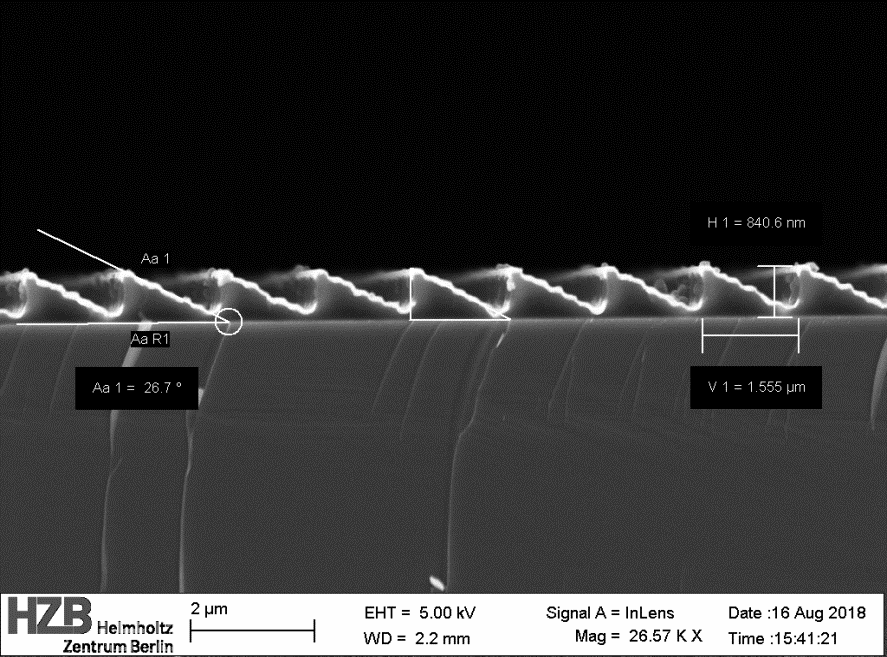 H 1 = 840.6 nm
Aa 1
Aa R1
Aa 1 = 26.7 º
V 1 = 1.555 µm
HZB Helmholtz
Zentrum Berlin
2 µm
EHT = 5.00 kV
WD = 2.2 mm
Signal A = InLens
Mag = 26.57 K X
Date :16 Aug 2018
Time :15:41:21